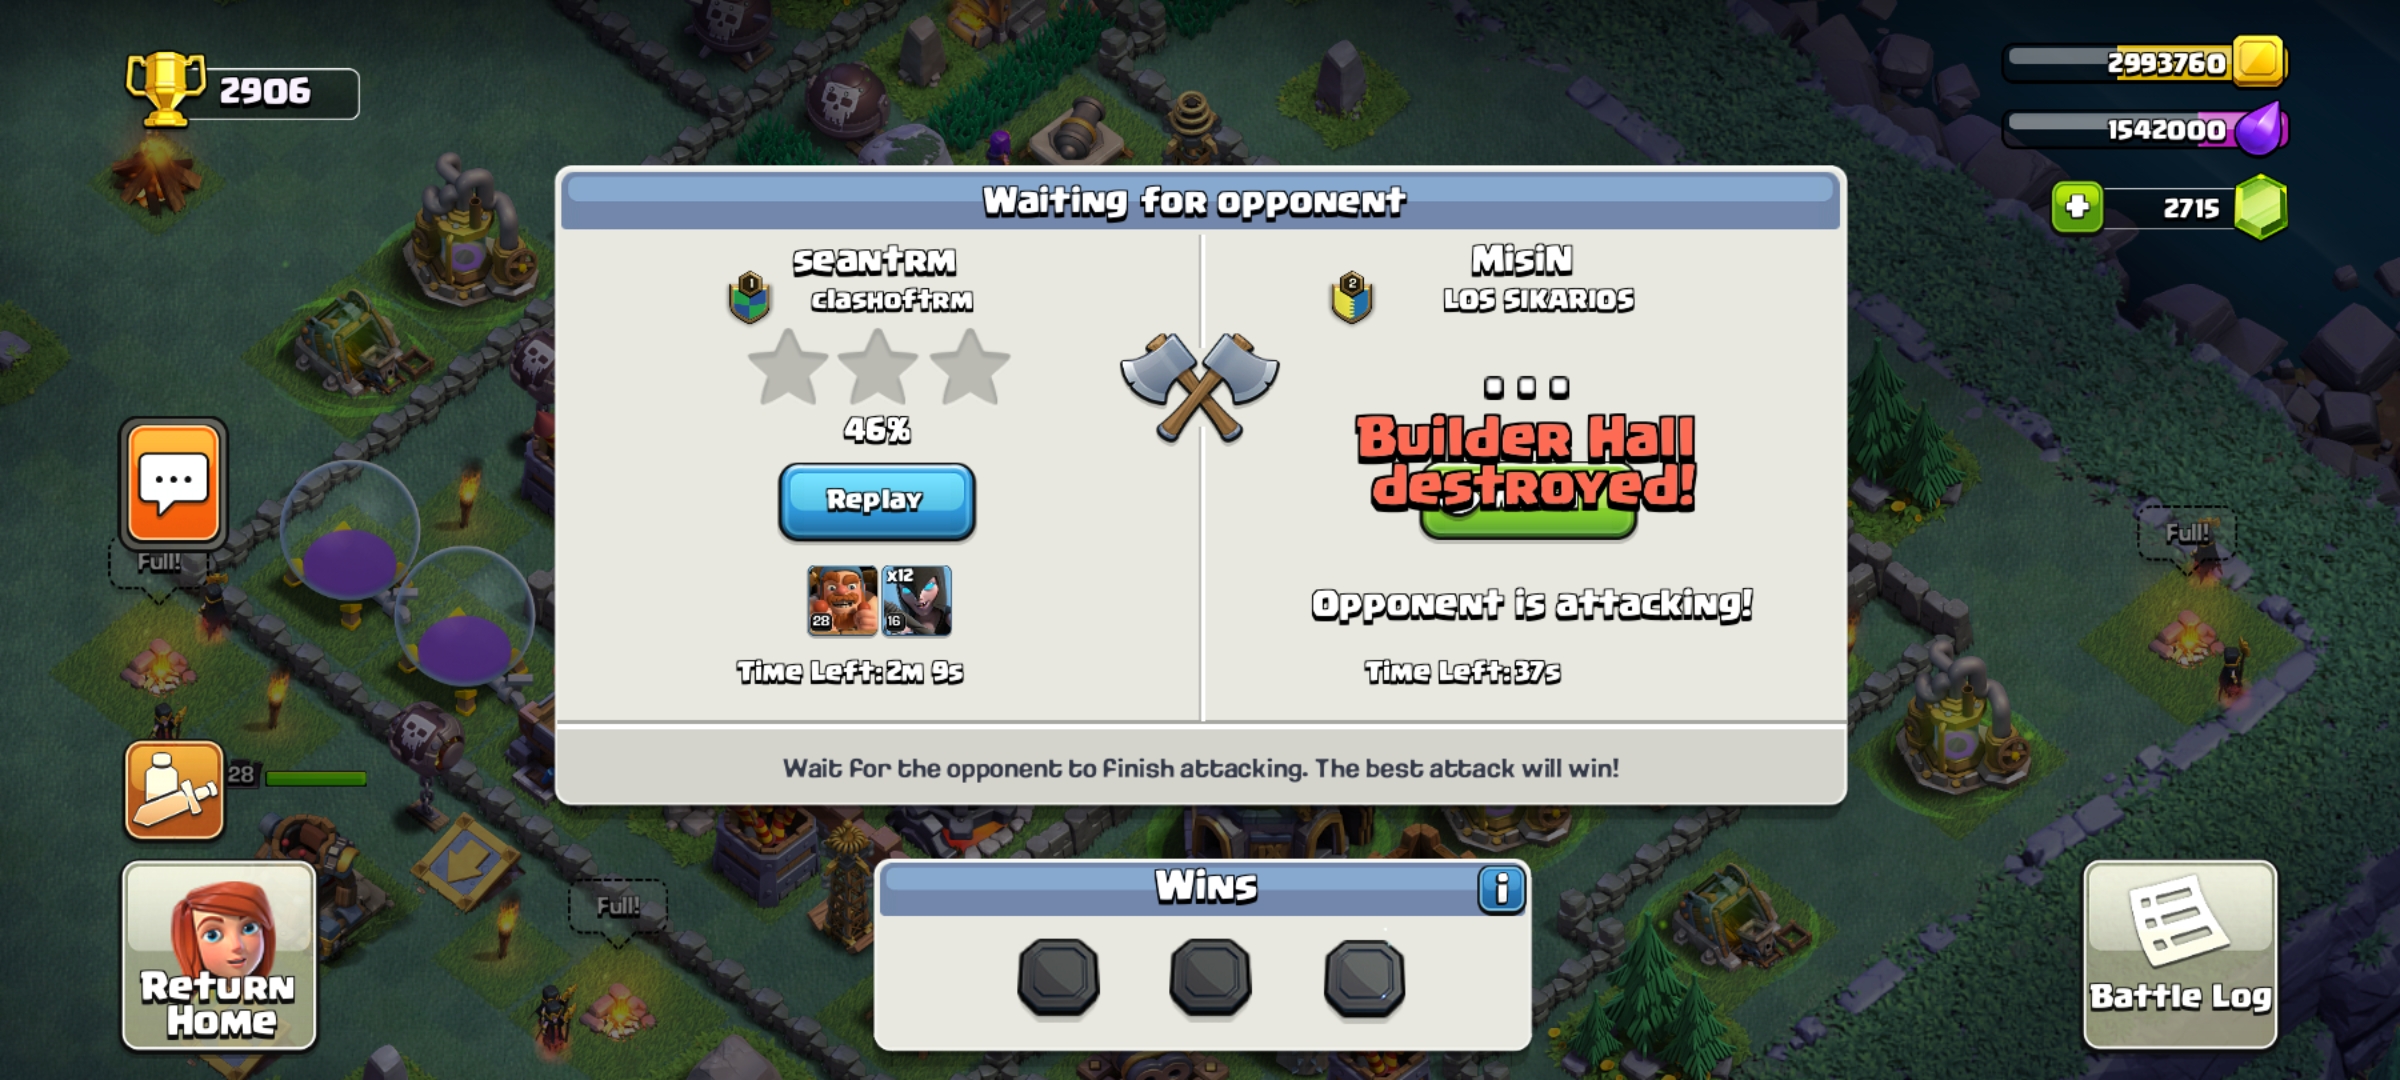 2906
2993760
1542000
2715
Waiting for opponent
seantrm
clashoftrm
1
46%
Replay
x12
28
16
Time Left: 2m 9s
MisiN
LOS SIKARIOS
2
Builder Hall
destroyed!
Opponent is attacking!
Time Left: 37s
Wait for the opponent to finish attacking. The best attack will win!
Full!
Full!
28
Full!
Wins
i
Return
Home
Battle Log